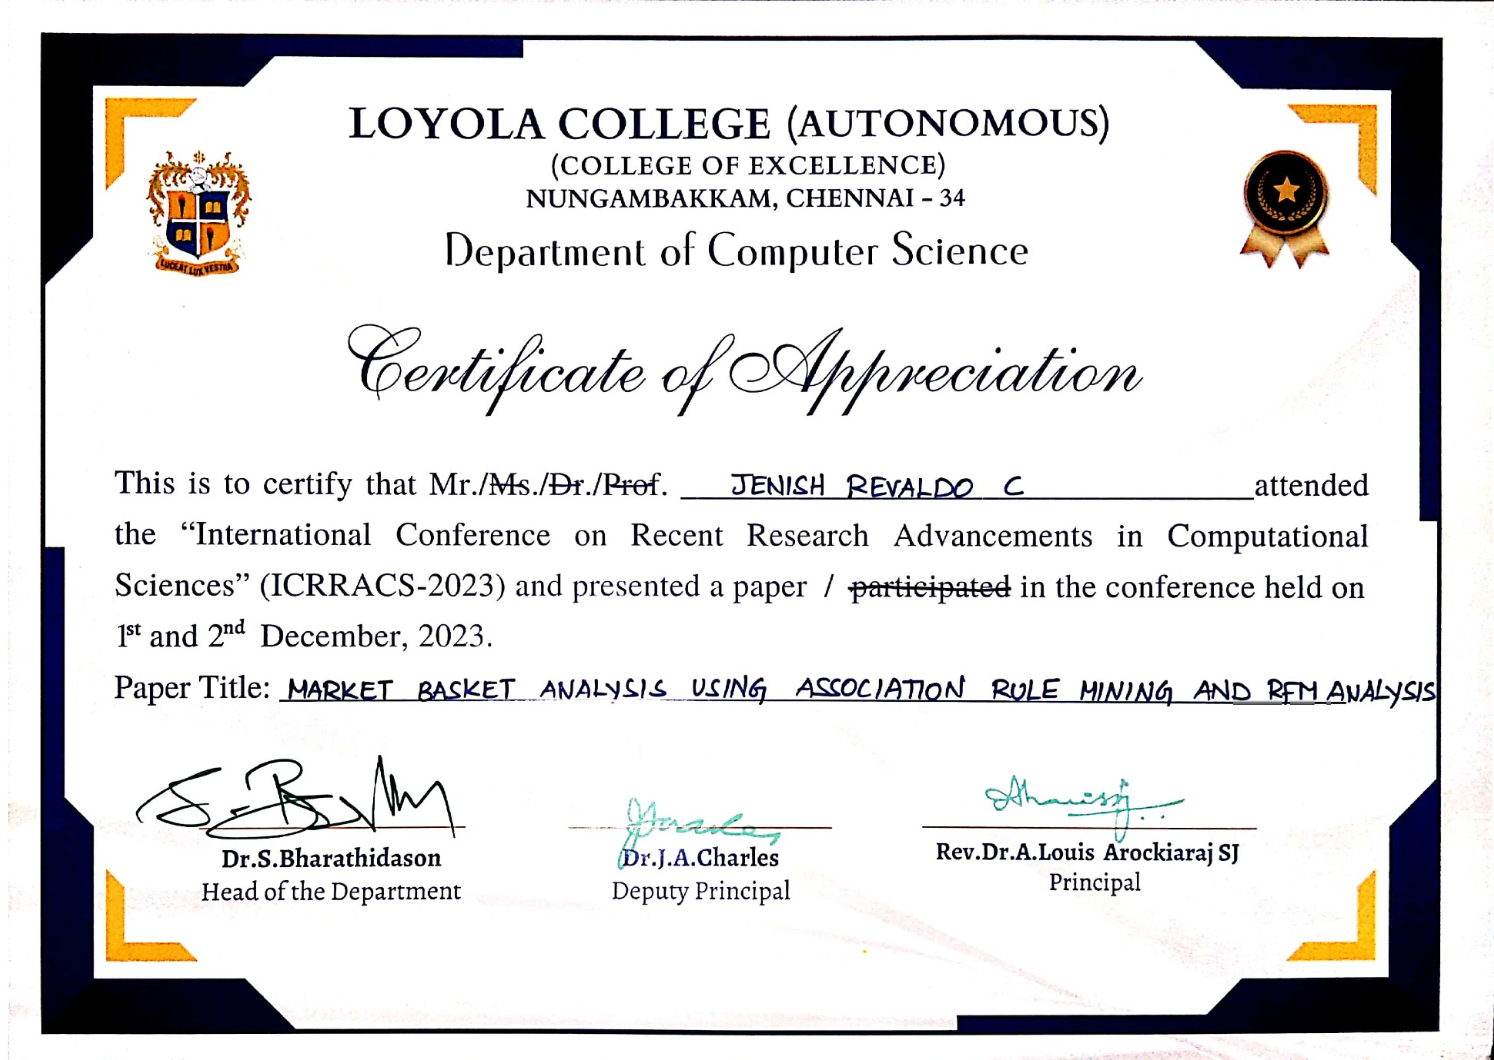 LOYOLA COLLEGE (AUTONOMOUS)
(COLLEGE OF EXCELLENCE)
NUNGAMBAKKAM, CHENNAI – 34
Department of Computer Science
LUCEAT LUX VESTRA
Certificate of Appreciation
This is to certify that Mr./Ms./Dr./Prof. JENISH REVALDO C attended
the “International Conference on Recent Research Advancements in Computational
Sciences” (ICRRACS-2023) and presented a paper / participated in the conference held on
1st and 2nd December, 2023.
Paper Title: MARKET BASKET ANALYSIS USING ASSOCIATION RULE MINING AND RFM ANALYSIS
Dr.S.Bharathidason
Head of the Department
Dr.J.A.Charles
Deputy Principal
Rev.Dr.A.Louis Arockiaraj SJ
Principal